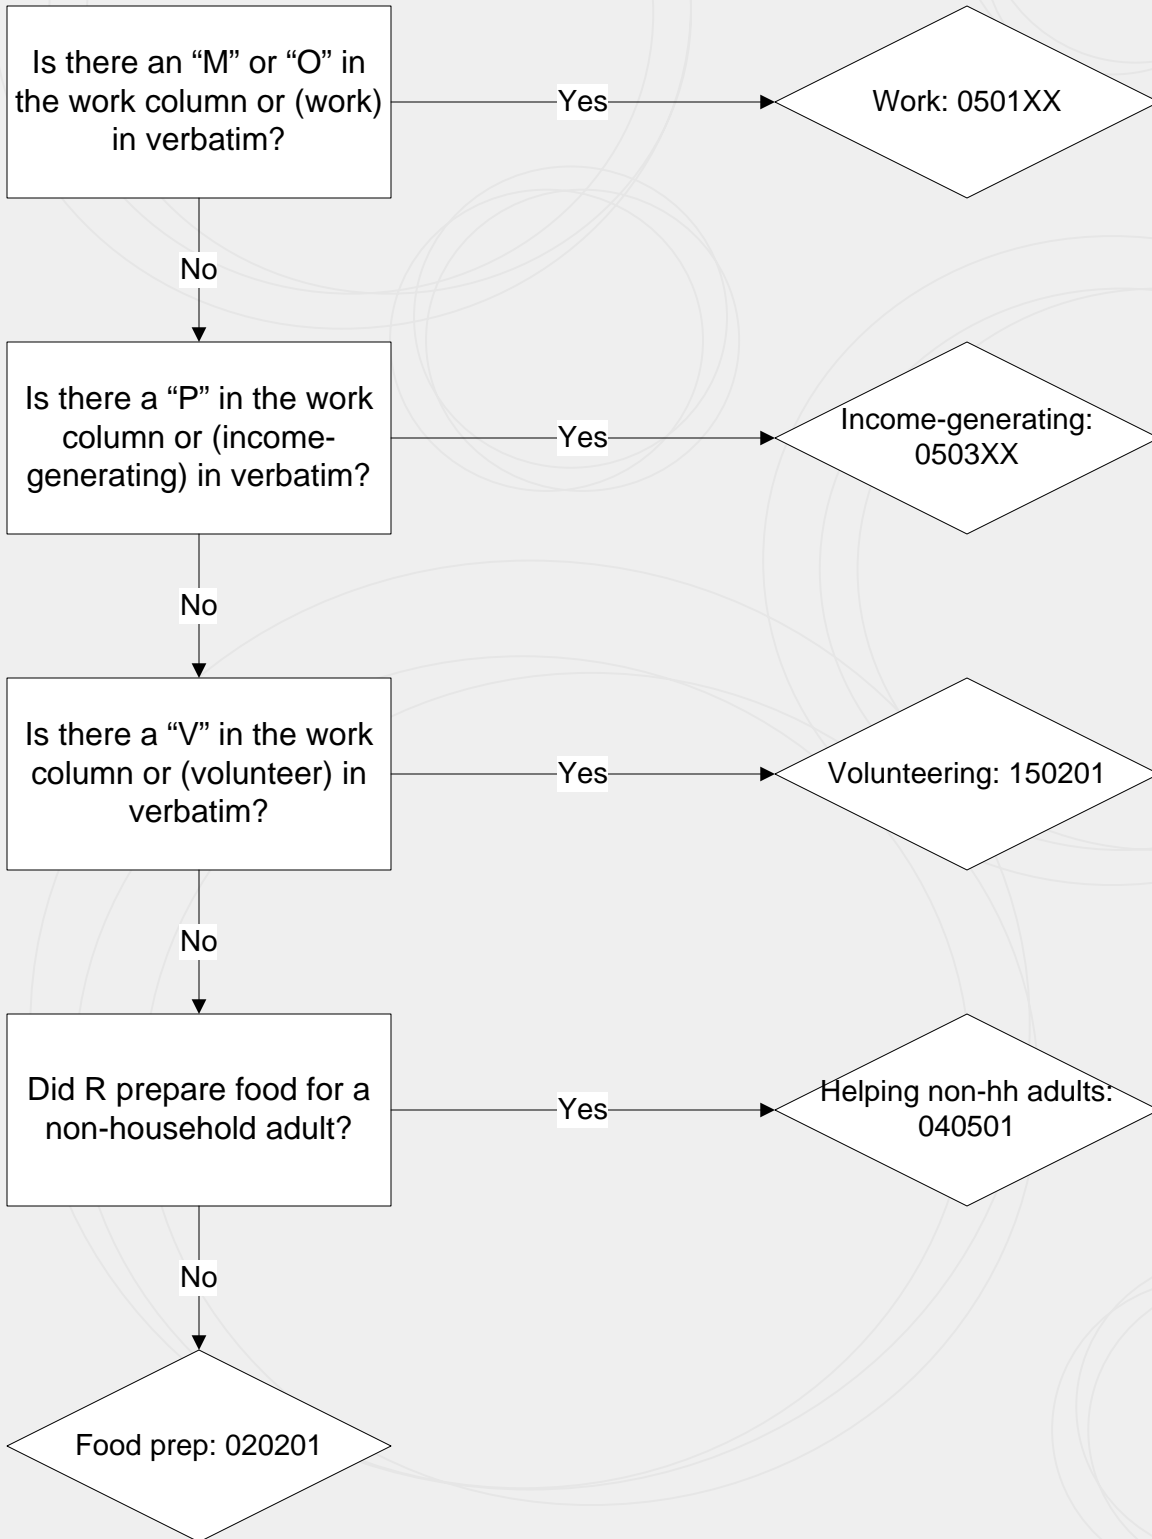 Is there an “M” or “O” in
the work column or (work)
in verbatim?
Yes
Work: 0501XX
No
Is there a “P” in the work
column or (income-
generating) in verbatim?
Yes
Income-generating:
0503XX
No
Is there a “V” in the work
column or (volunteer) in
verbatim?
Yes
Volunteering: 150201
No
Did R prepare food for a
non-household adult?
Yes
Helping non-hh adults:
040501
No
Food prep: 020201